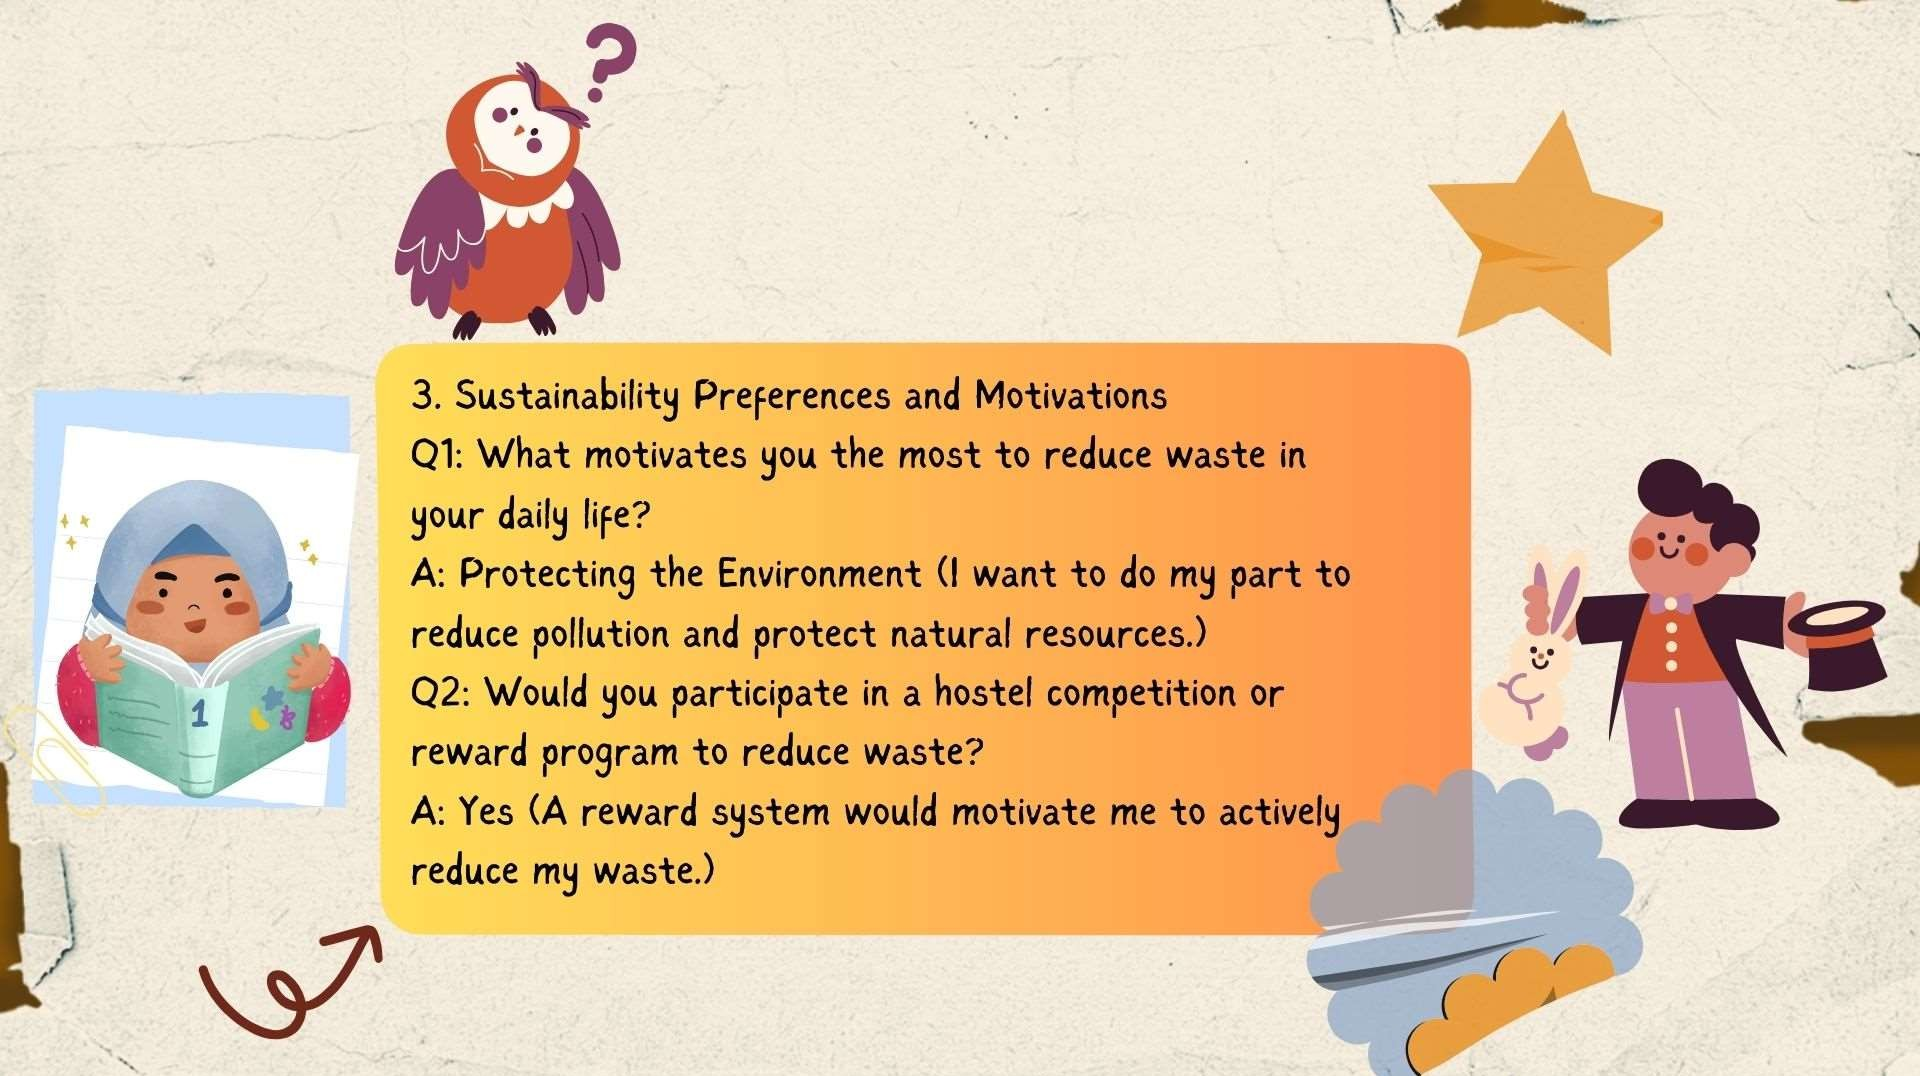 3. Sustainability Preferences and Motivations
Q1: What motivates you the most to reduce waste in
your daily life?
A: Protecting the Environment (I want to do my part to
reduce pollution and protect natural resources.)
Q2: Would you participate in a hostel competition or
reward program to reduce waste?
A: Yes (A reward system would motivate me to actively
reduce my waste.)
?
1